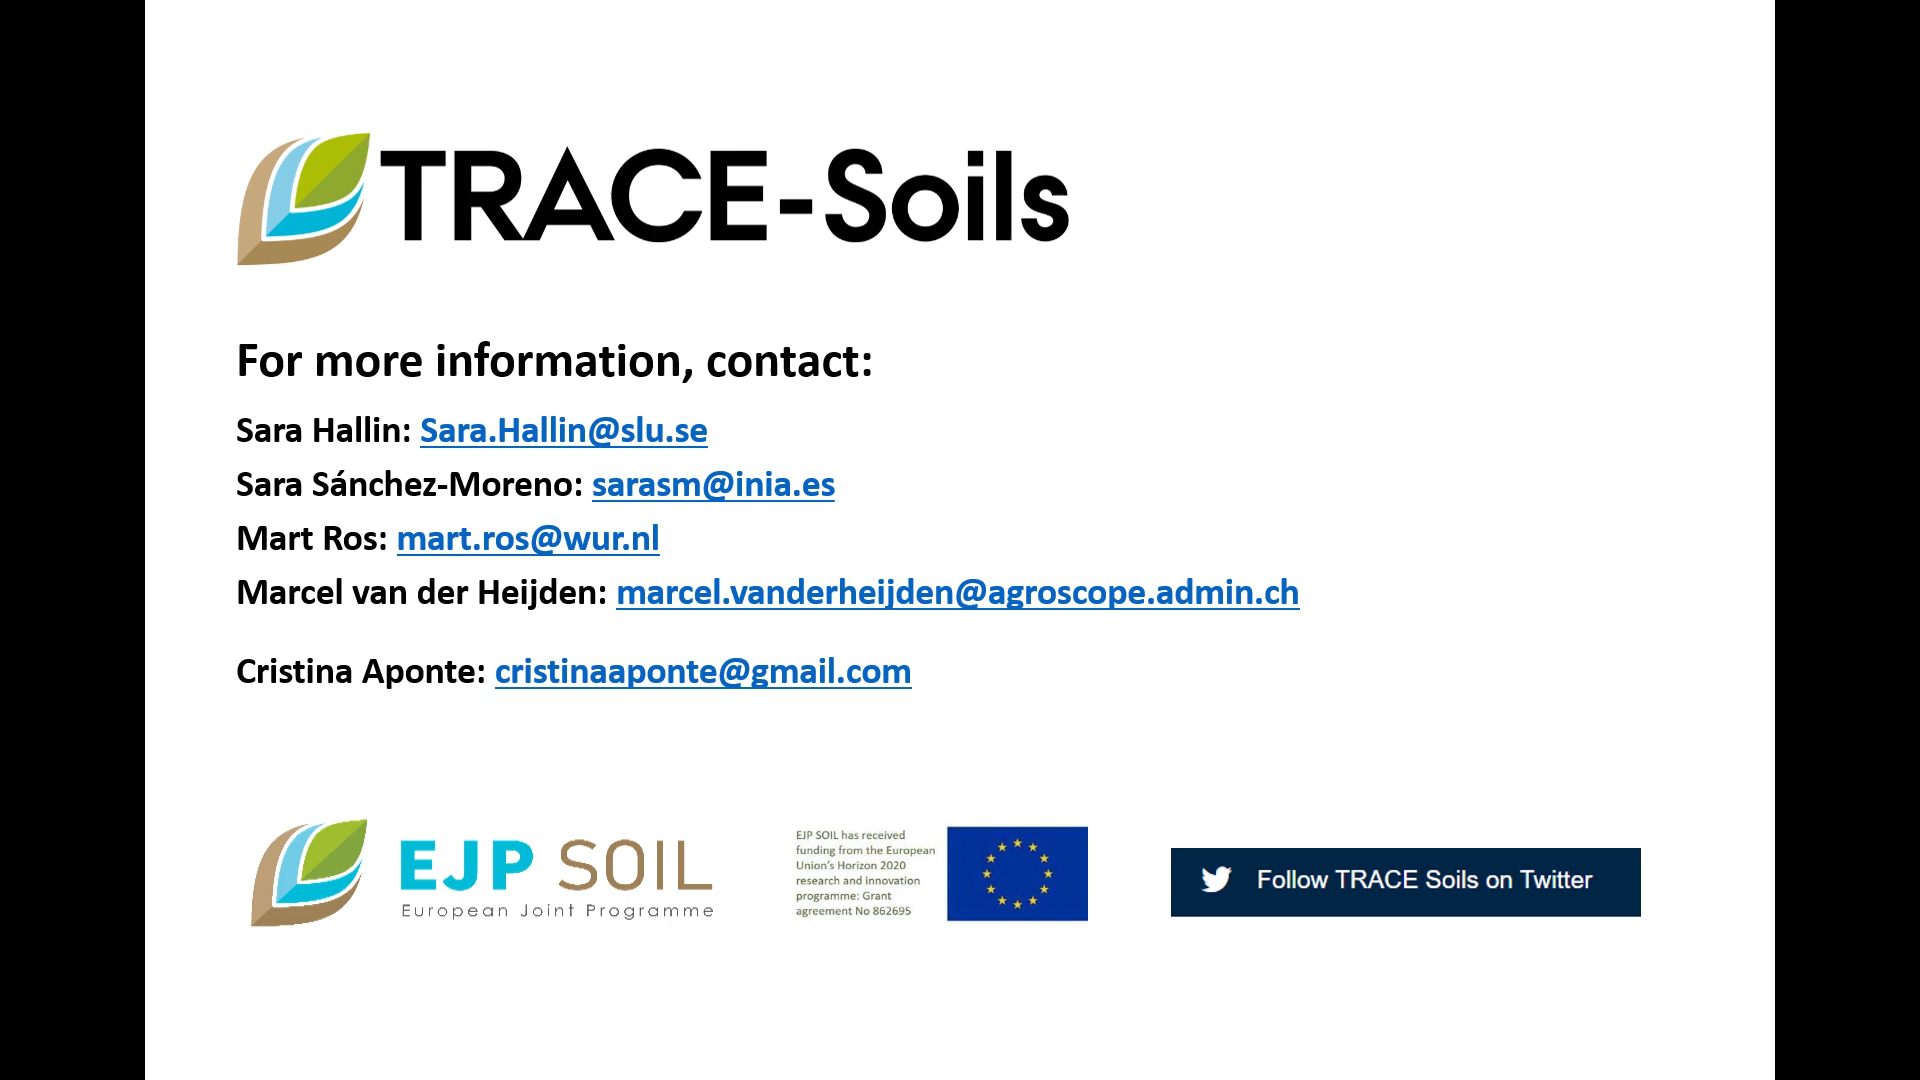 TRACE-Soils
For more information, contact:
Sara Hallin: Sara.Hallin@slu.se
Sara Sánchez-Moreno: sarasm@inia.es
Mart Ros: mart.ros@wur.nl
Marcel van der Heijden: marcel.vanderheijden@agroscope.admin.ch
Cristina Aponte: cristinaaponte@gmail.com
EJP SOIL
European Joint Programme
EJP SOIL has received
funding from the European
Union's Horizon 2020
research and innovation
programme: Grant
agreement No 862695
Follow TRACE Soils on Twitter